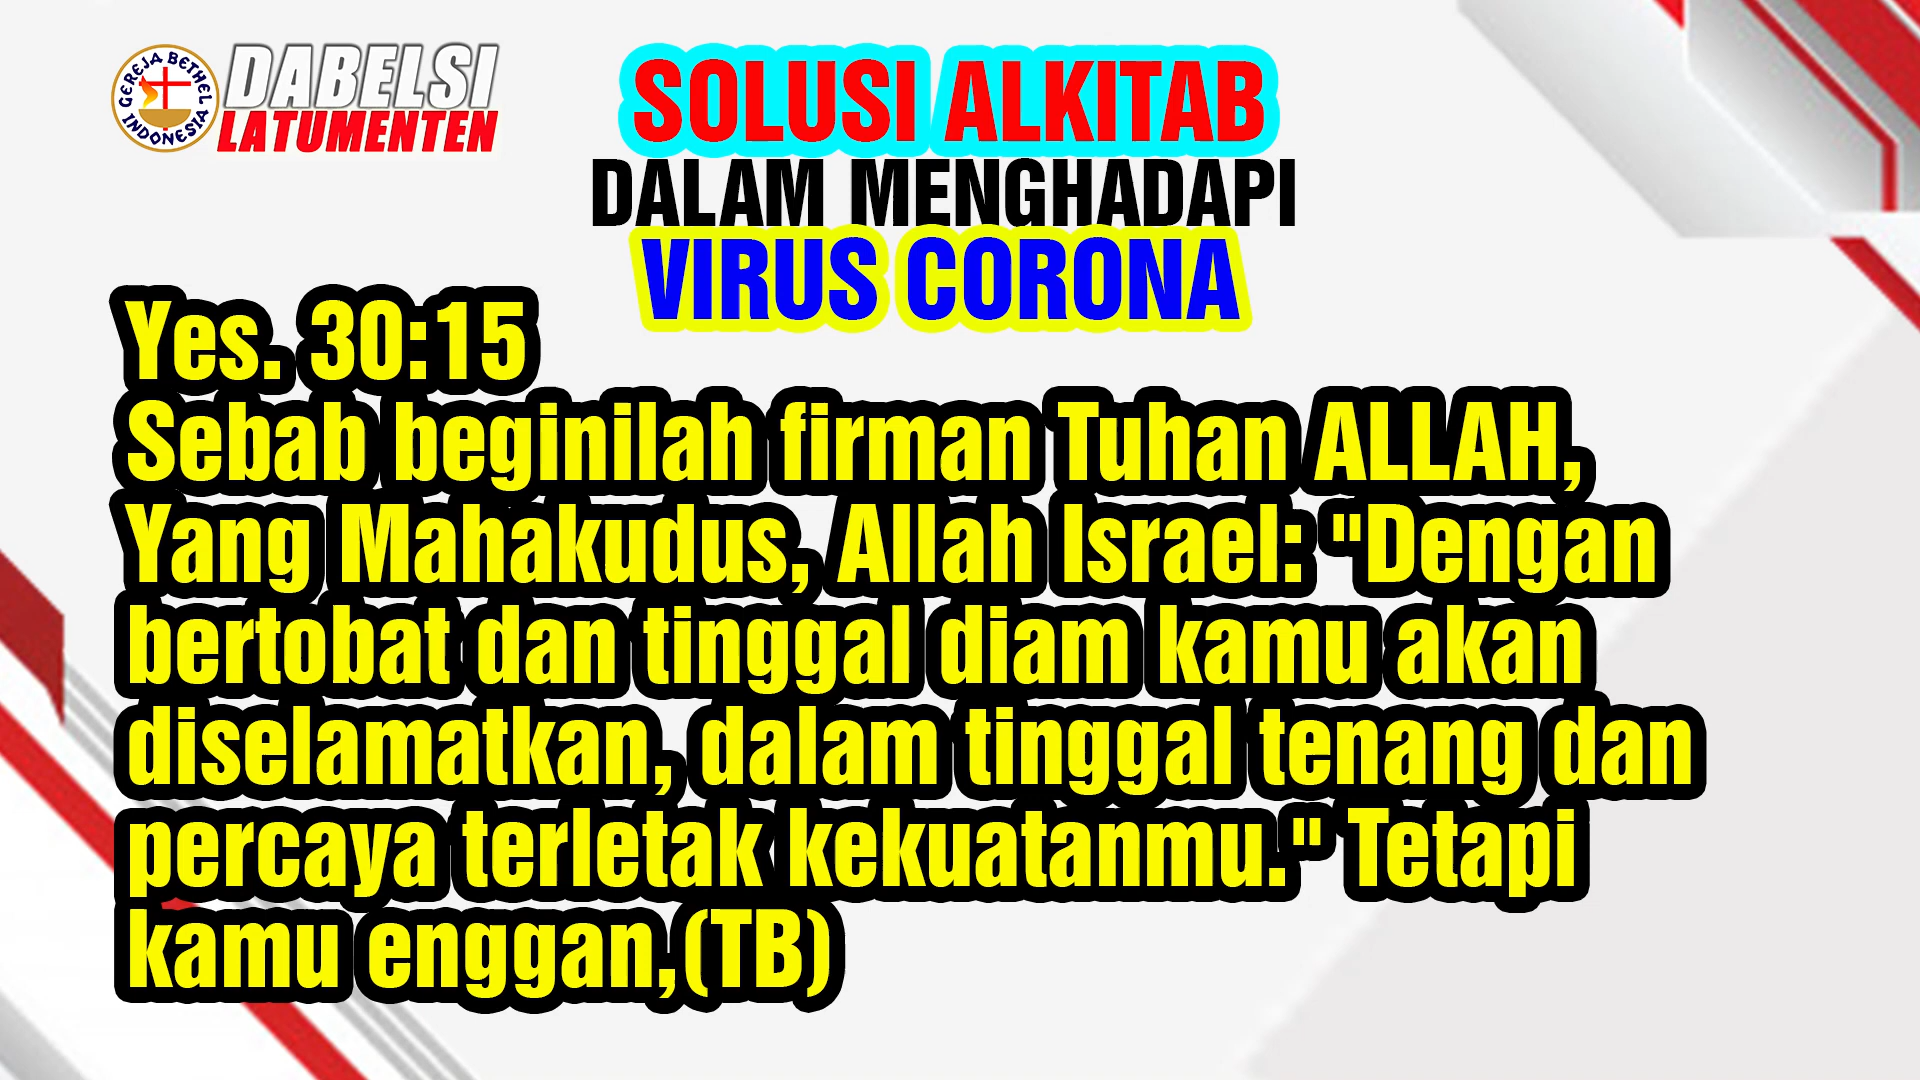 GEREJA BETHEL INDONESIA
DABELSI
LATUMENTEN
SOLUSI ALKITAB
DALAM MENGHADAPI
VIRUS CORONA
Yes. 30:15
Sebab beginilah firman Tuhan ALLAH,
Yang Mahakudus, Allah Israel: "Dengan
bertobat dan tinggal diam kamu akan
diselamatkan, dalam tinggal tenang dan
percaya terletak kekuatanmu." Tetapi
kamu enggan,(TB)